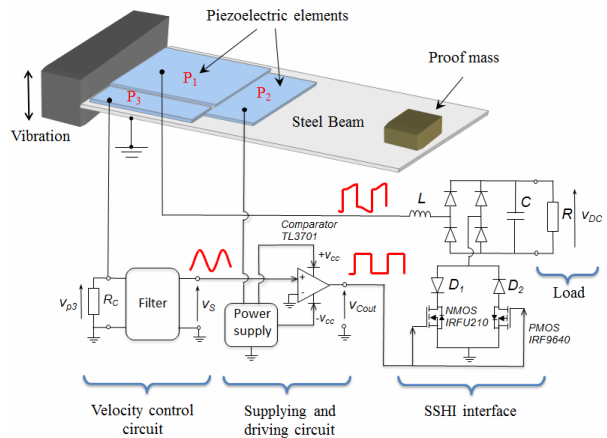 Piezoelectric elements
P1
P2
P3
Proof mass
Steel Beam
Vibration
L
C
R
vDC
Comparator
TL3701
+vcc
+
-
-vcc
vp3
RC
Filter
vS
Power
supply
vCout
D1
D2
NMOS
IRFU210
PMOS
IRF9640
Load
Velocity control
circuit
Supplying and
driving circuit
SSHI interface